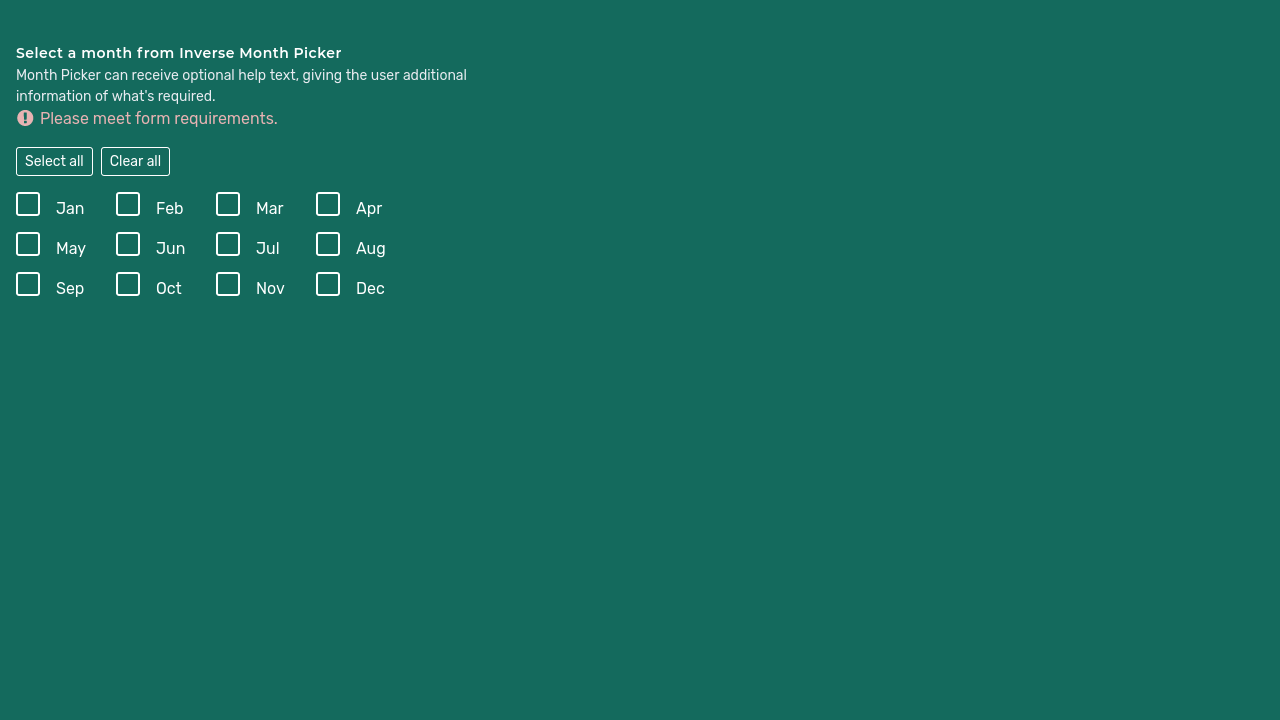 Select a month from Inverse Month Picker
Month Picker can receive optional help text, giving the user additional
information of what's required.
Please meet form requirements.
Select all Clear all
Jan Feb Mar Apr
May Jun Jul Aug
Sep Oct Nov Dec